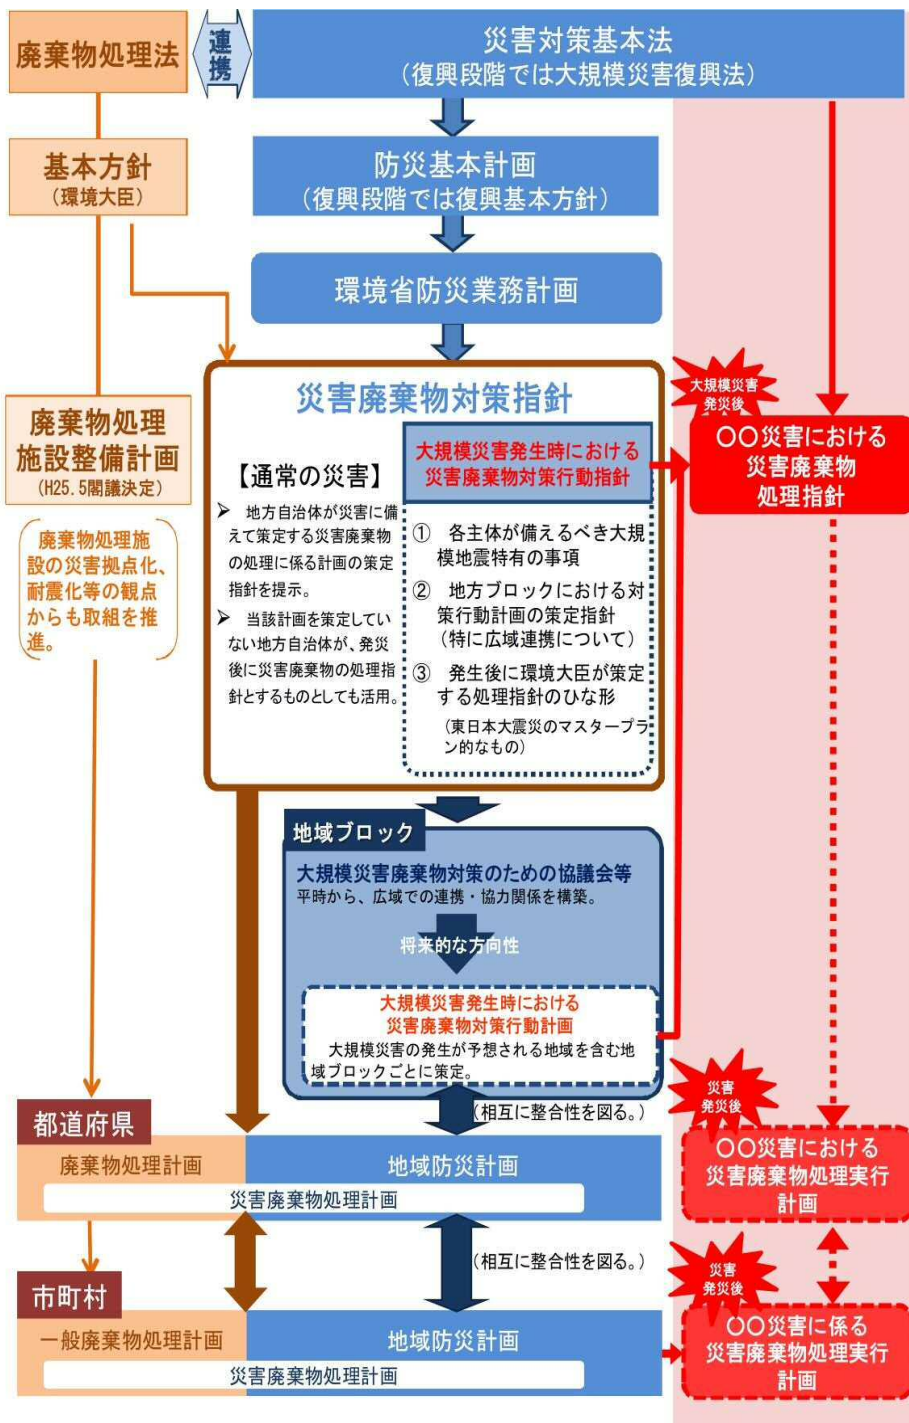 廃棄物処理法
連携
災害対策基本法
(復興段階では大規模災害復興法)
基本方針
(環境大臣)
防災基本計画
(復興段階では復興基本方針)
環境省防災業務計画
廃棄物処理
施設整備計画
(H25.5閣議決定)
廃棄物処理施
設の災害拠点化、
耐震化等の観点
からも取組を推
進。
災害廃棄物対策指針
【通常の災害】
➢ 地方自治体が災害に備
えて策定する災害廃棄物
の処理に係る計画の策定
指針を提示。
➢ 当該計画を策定してい
ない地方自治体が、発災
後に災害廃棄物の処理指
針とするものとしても活用。
大規模災害発生時における
災害廃棄物対策行動指針
① 各主体が備えるべき大規
模地震特有の事項
② 地方ブロックにおける対
策行動計画の策定指針
(特に広域連携について)
③ 発生後に環境大臣が策定
する処理指針のひな形
(東日本大震災のマスタープラ
ン的なもの)
大規模災害
発災後
〇〇災害における
災害廃棄物
処理指針
地域ブロック
大規模災害廃棄物対策のための協議会等
平時から、広域での連携・協力関係を構築。
将来的な方向性
大規模災害発生時における
災害廃棄物対策行動計画
大規模災害の発生が予想される地域を含む地
域ブロックごとに策定。
(相互に整合性を図る。)
都道府県
廃棄物処理計画
地域防災計画
災害廃棄物処理計画
災害
発災後
〇〇災害における
災害廃棄物処理実行
計画
(相互に整合性を図る。)
市町村
一般廃棄物処理計画
地域防災計画
災害廃棄物処理計画
災害
発災後
〇〇災害に係る
災害廃棄物処理実行
計画